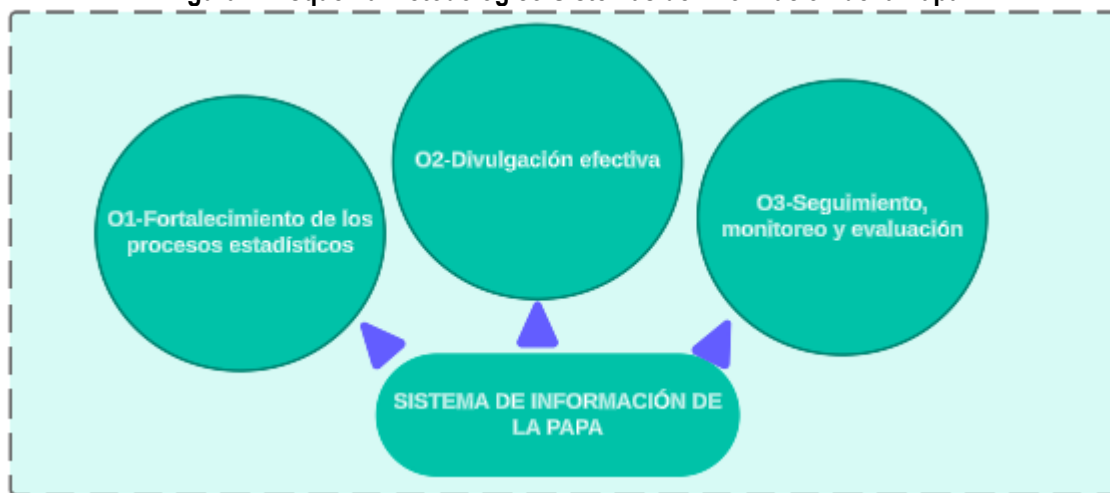 O2-Divulgación efectiva
O1-Fortalecimiento de los
procesos estadísticos
O3-Seguimiento,
monitoreo y evaluación
SISTEMA DE INFORMACIÓN DE
LA PAPA